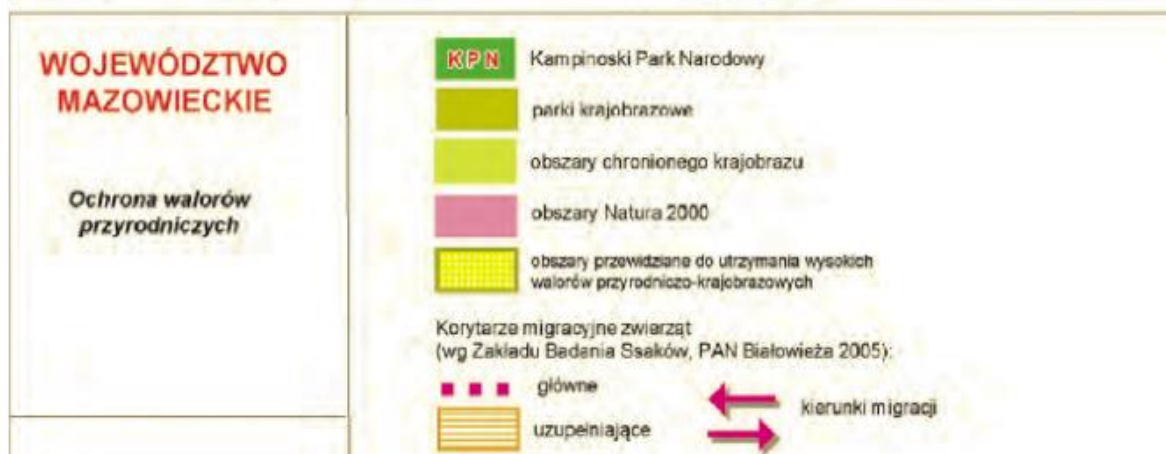 WOJEWÓDZTWO
MAZOWIECKIE
Ochrona walorów
przyrodniczych
KPN
Kampinoski Park Narodowy
parki krajobrazowe
obszary chronionego krajobrazu
obszary Natura 2000
obszary przewidziane do utrzymania wysokich
walorów przyrodniczo-krajobrazowych
Korytarze migracyjne zwierząt
(wg Zakładu Badania Ssaków, PAN Białowieża 2005):
główne
kierunki migracji
uzupełniające